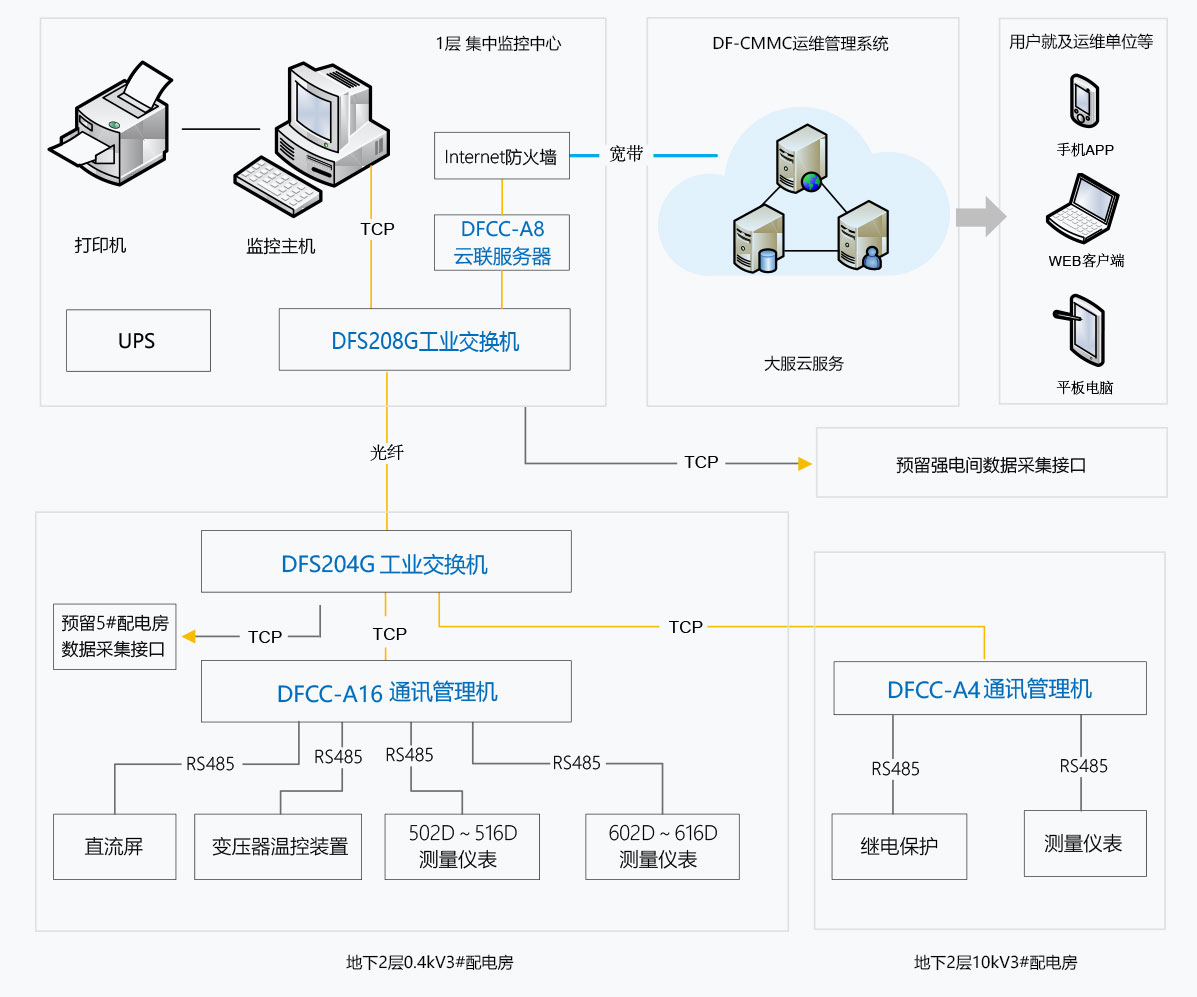 1层 集中监控中心
打印机
监控主机
TCP
Internet防火墙
DFCC-A8
云联服务器
UPS
DFS208G工业交换机
宽带
DF-CMMC运维管理系统
大服云服务
用户就及运维单位等
手机APP
WEB客户端
平板电脑
光纤
TCP
预留强电间数据采集接口
DFS204G 工业交换机
预留5#配电房
数据采集接口
TCP
TCP
TCP
DFCC-A16 通讯管理机
RS485
RS485
RS485
RS485
直流屏
变压器温控装置
502D ~ 516D
测量仪表
602D ~ 616D
测量仪表
地下2层0.4kV3#配电房
DFCC-A4通讯管理机
RS485
RS485
继电保护
测量仪表
地下2层10kV3#配电房